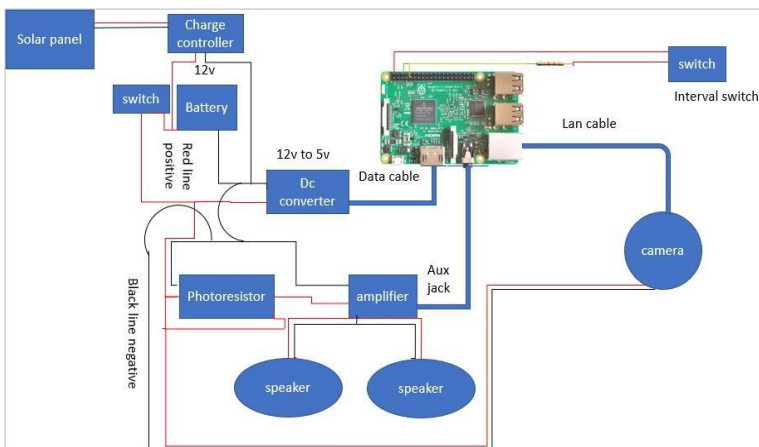 Solar panel
Charge
controller
12v
switch
Battery
Red line
positive
12v to 5v
Dc
converter
Data cable
HDMI
Lan cable
switch
Interval switch
camera
Aux
jack
Photoresistor
amplifier
Black line negative
speaker
speaker